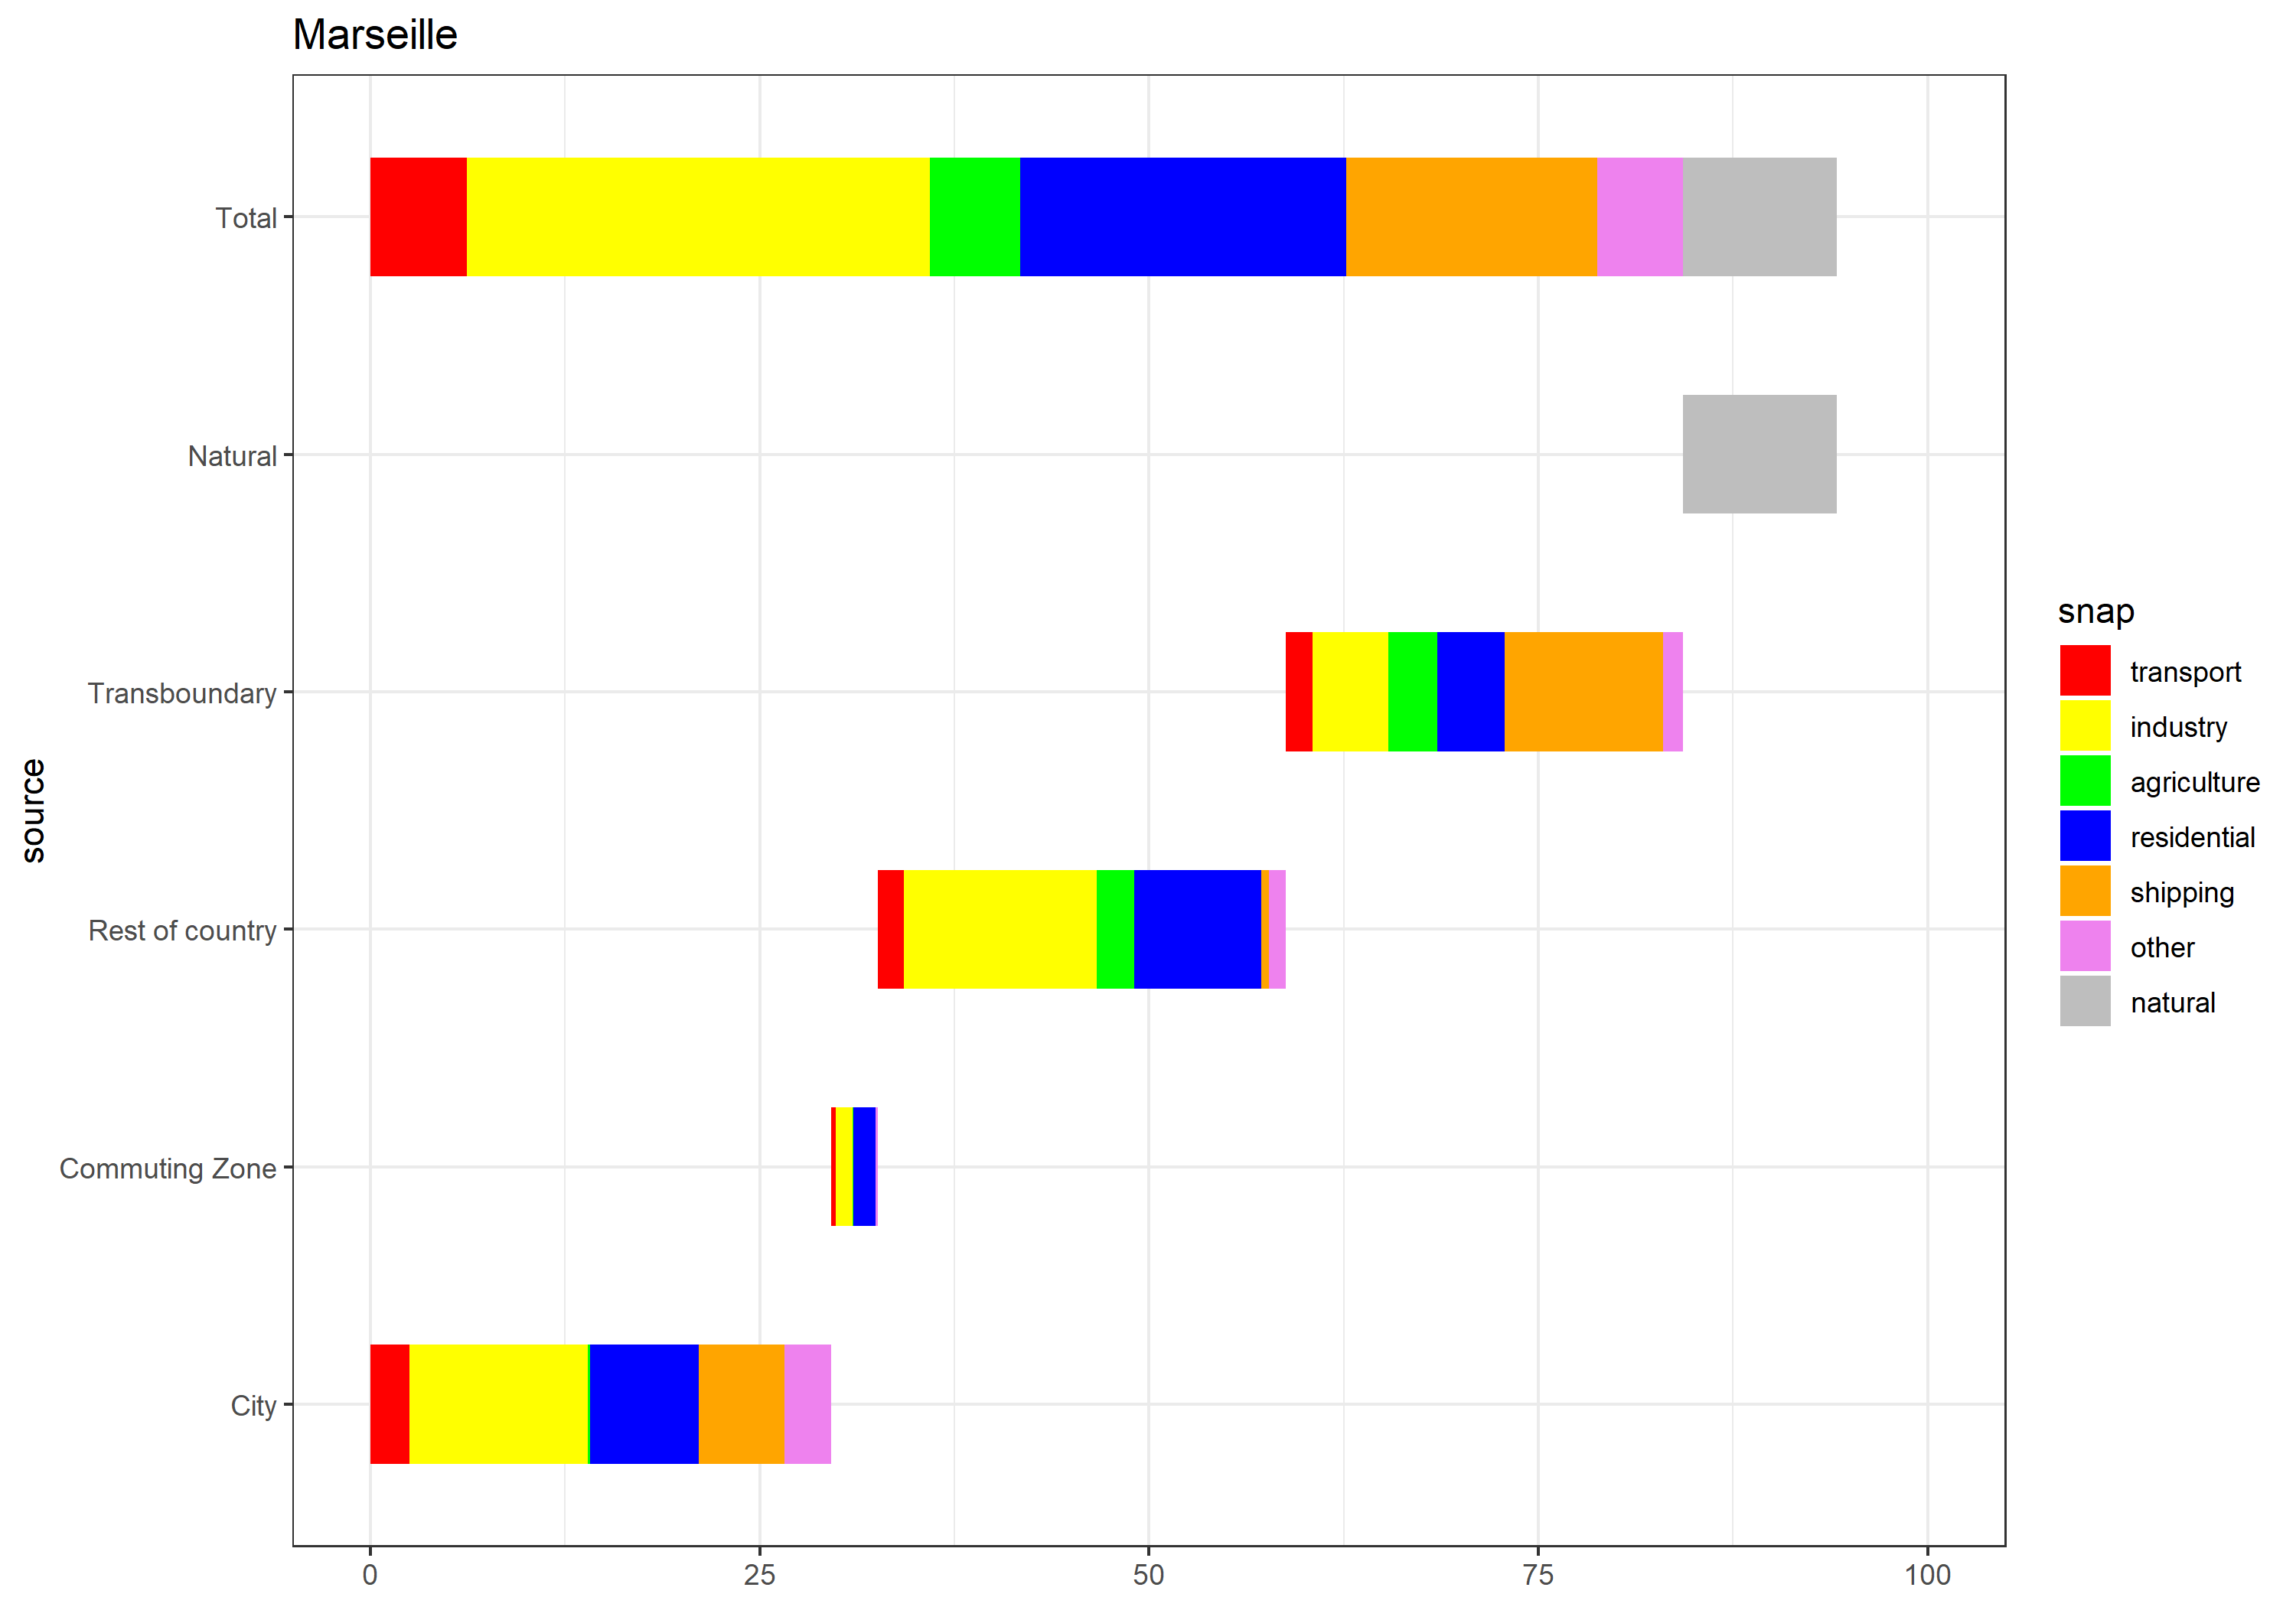 Marseille
Total
Natural
Transboundary
Rest of country
Commuting Zone
City
source
0
25
50
75
100
snap
transport
industry
agriculture
residential
shipping
other
natural